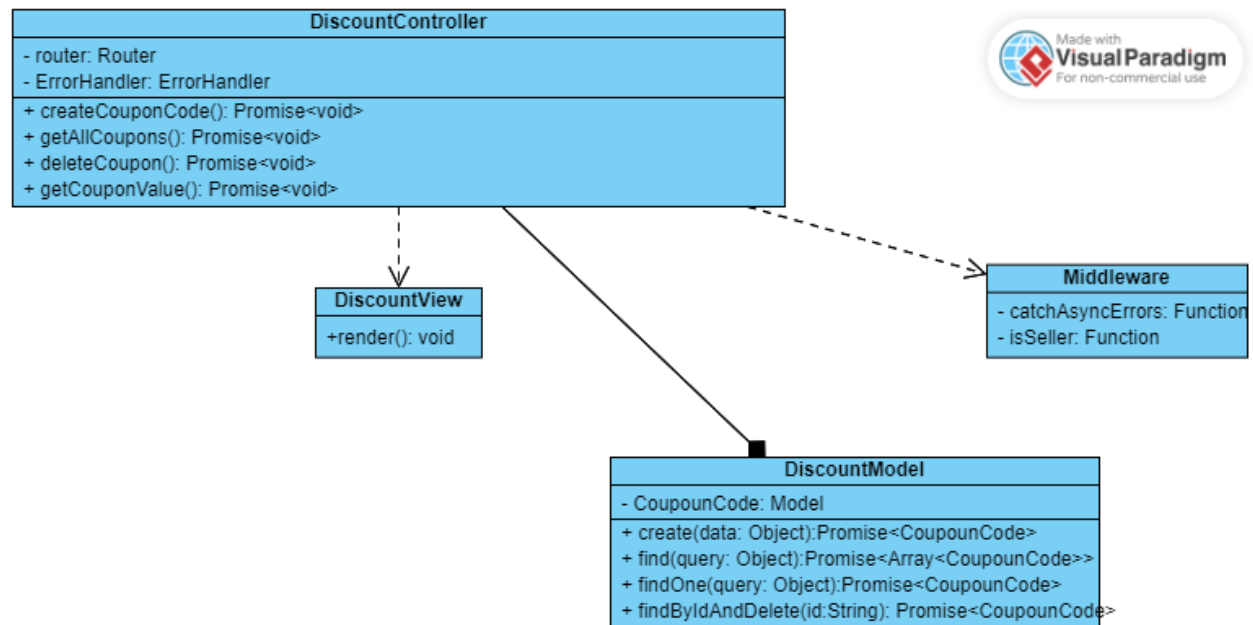 DiscountController
- router: Router
- ErrorHandler: ErrorHandler
+ createCouponCode(): Promise<void>
+ getAllCoupons(): Promise<void>
+ deleteCoupon(): Promise<void>
+ getCouponValue(): Promise<void>
Made with
Visual Paradigm
For non-commercial use
DiscountView
+render(): void
Middleware
- catchAsyncErrors: Function
- isSeller: Function
DiscountModel
- CoupounCode: Model
+ create(data: Object):Promise<CoupounCode>
+ find(query: Object):Promise<Array<CoupounCode>>
+ findOne(query: Object):Promise<CoupounCode>
+ findByIdAndDelete(id:String): Promise<CoupounCode>